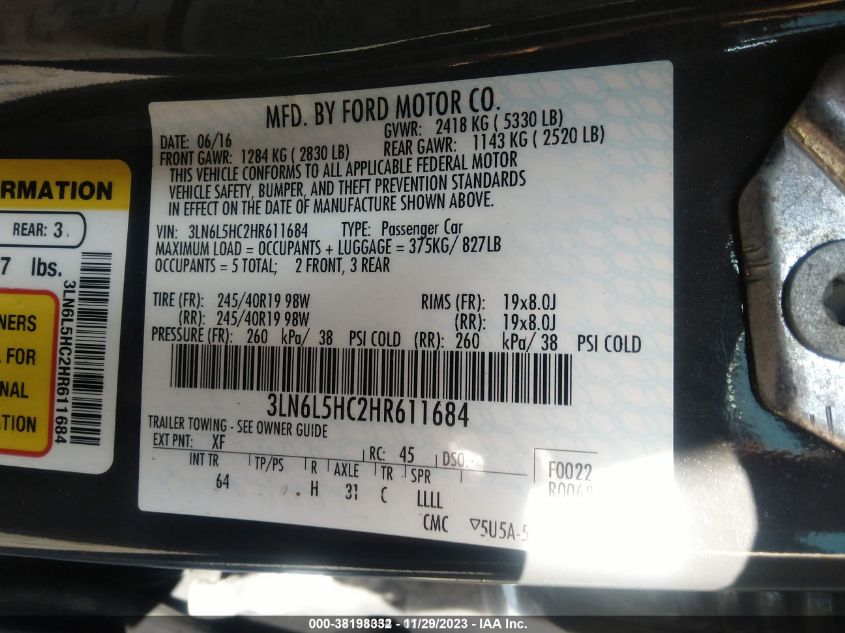 MFD. BY FORD MOTOR CO.
DATE: 06/16 GVWR: 2418 KG ( 5330 LB)
FRONT GAWR: 1284 KG ( 2830 LB) REAR GAWR: 1143 KG ( 2520 LB)
THIS VEHICLE CONFORMS TO ALL APPLICABLE FEDERAL MOTOR
VEHICLE SAFETY, BUMPER, AND THEFT PREVENTION STANDARDS
IN EFFECT ON THE DATE OF MANUFACTURE SHOWN ABOVE.
VIN: 3LN6L5HC2HR611684 TYPE: Passenger Car
MAXIMUM LOAD = OCCUPANTS + LUGGAGE = 375KG/ 827LB
OCCUPANTS = 5 TOTAL; 2 FRONT, 3 REAR
TIRE (FR): 245/40R19 98W RIMS (FR): 19x8.0J
(RR): 245/40R19 98W (RR): 19x8.0J
PRESSURE (FR): 260 kPa/ 38 PSI COLD (RR): 260 kPa/ 38 PSI COLD
3LN6L5HC2HR611684
TRAILER TOWING - SEE OWNER GUIDE
EXT PNT: XF RC: 45 DSO:
INT TR TP/PS R AXLE TR SPR
64 H 31 C LLLL
F0022
CMC ▽5U5A-5
RMATION
REAR: 3
7 lbs.
NERS
FOR
NAL
3LN6L5HC2HR611684
000-38198332 - 11/29/2023 - IAA Inc.